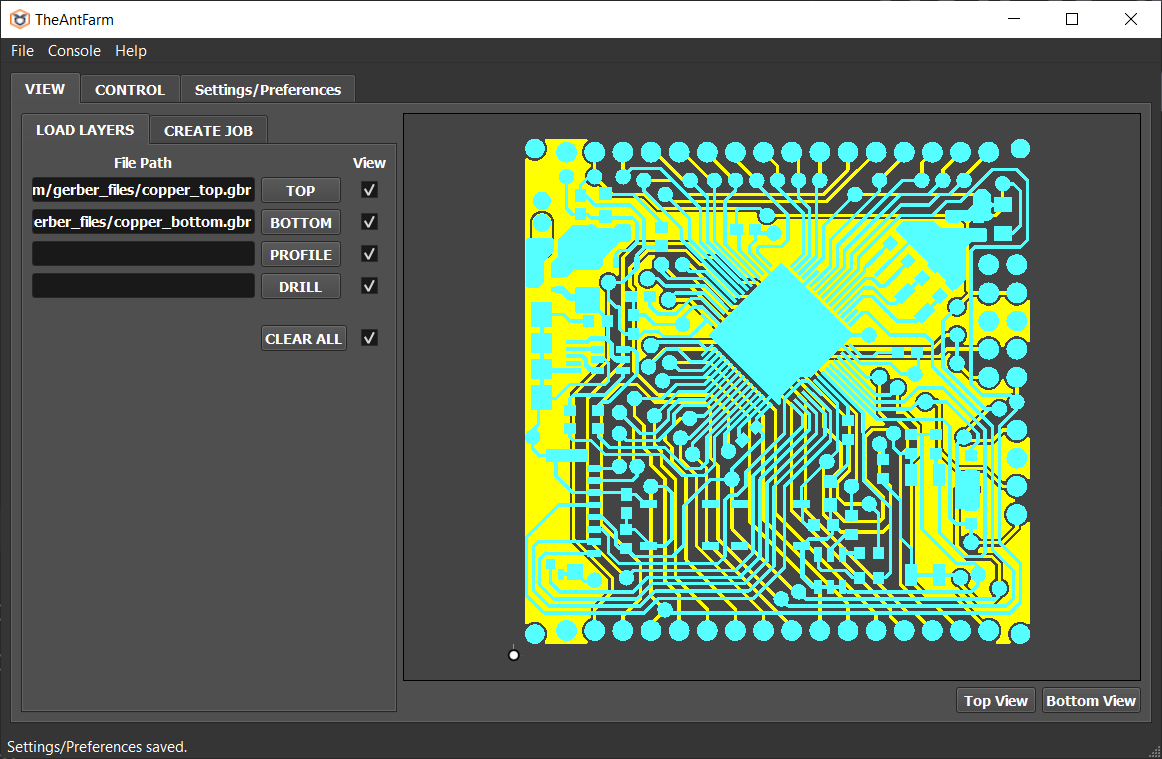 TheAntFarm
File Console Help
VIEW CONTROL Settings/Preferences
LOAD LAYERS CREATE JOB
File Path View
m/gerber_files/copper_top.gbr TOP
erber_files/copper_bottom.gbr BOTTOM
PROFILE
DRILL
CLEAR ALL
Top View Bottom View
Settings/Preferences saved.